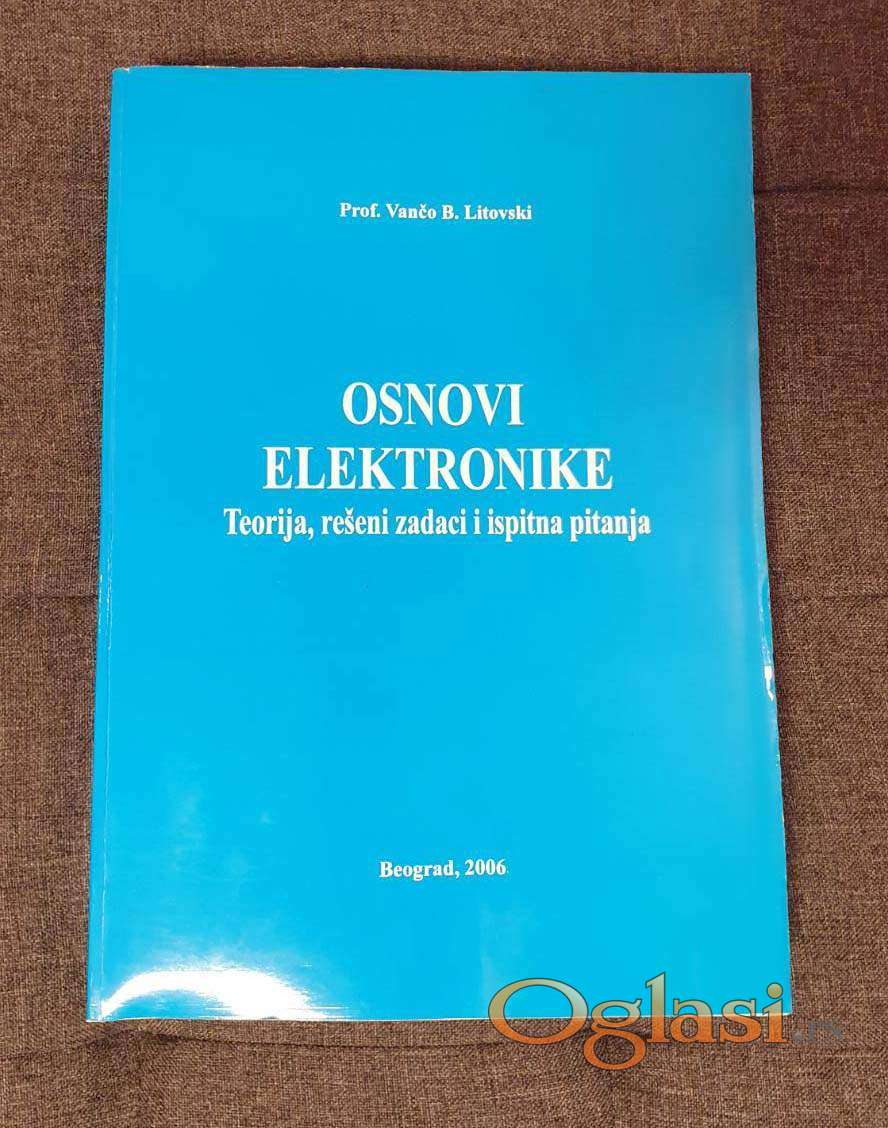 Prof. Vančo B. Litovski
OSNOVI
ELEKTRONIKE
Teorija, rešeni zadaci i ispitna pitanja
Beograd, 2006
Oglasi.rs